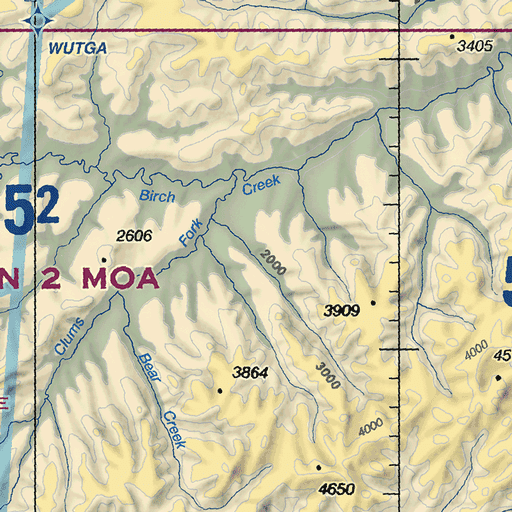 WUTGA
3405
5²
Birch
Creek
Fork
2606
2000
N 2 MOA
3909
Clums
Bear
Creek
3864
3000
4000
4000
4650
E